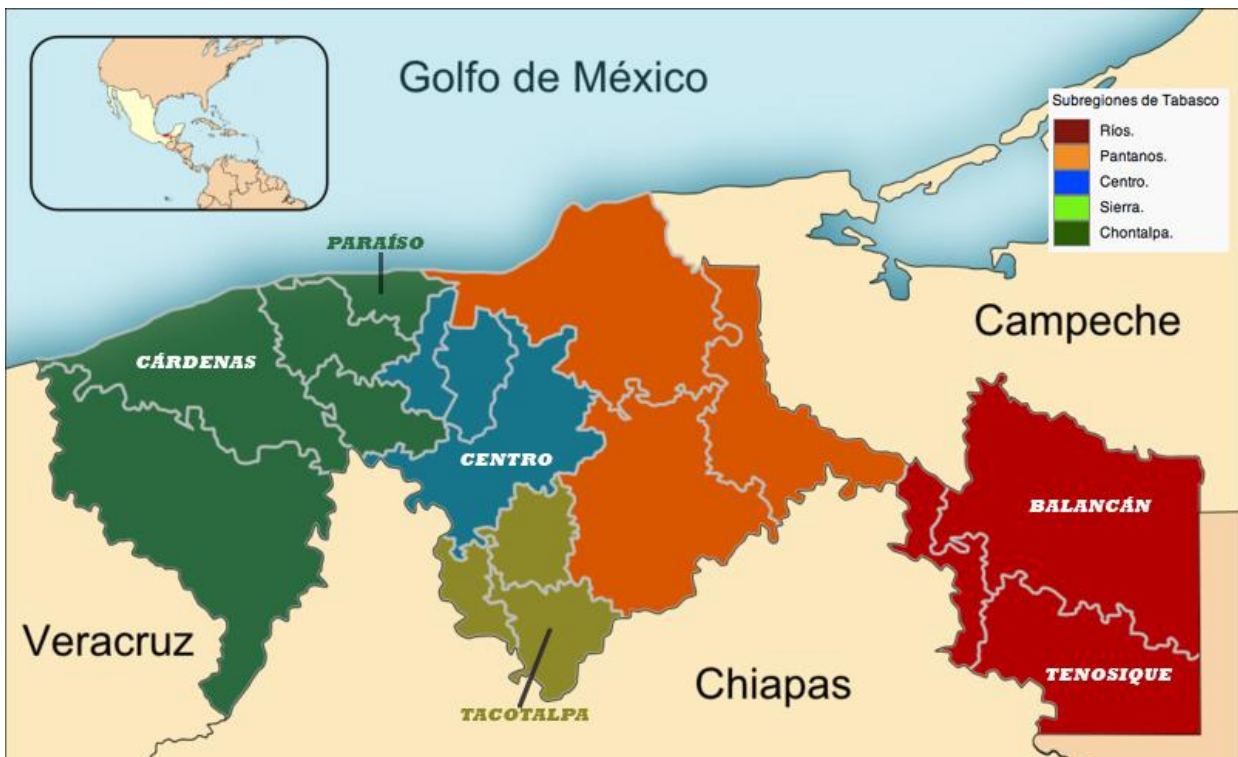 Golfo de México
Subregiones de Tabasco
Ríos.
Pantanos.
Centro.
Sierra.
Chontalpa.
PARAÍSO
Campeche
CÁRDENAS
CENTRO
BALANCÁN
Veracruz
Chiapas
TENOSIQUE
TACOTALPA